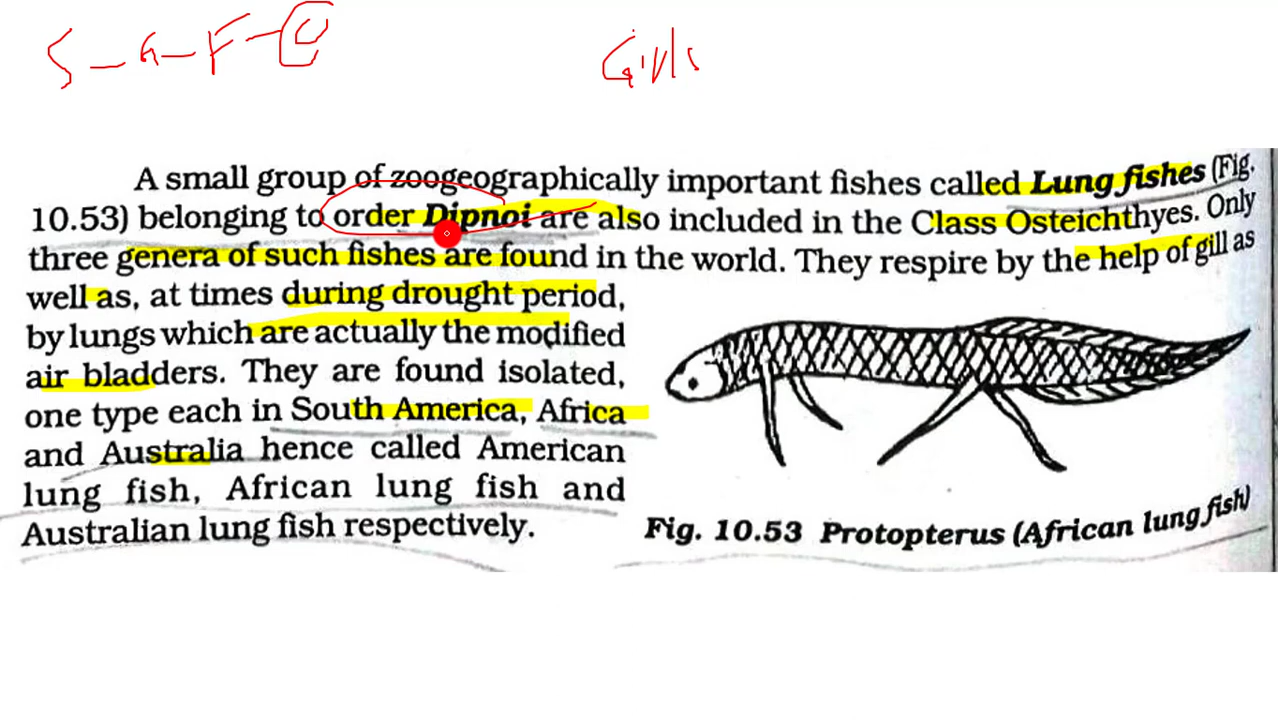 S - G - F - O
Gills
A small group of zoogeographically important fishes called Lung fishes (Fig.
10.53) belonging to order Dipnoi are also included in the Class Osteichthyes. Only
three genera of such fishes are found in the world. They respire by the help of gill as
well as, at times during drought period,
by lungs which are actually the modified
air bladders. They are found isolated,
one type each in South America, Africa
and Australia hence called American
lung fish, African lung fish and
Australian lung fish respectively.
Fig. 10.53 Protopterus (African lung fish)